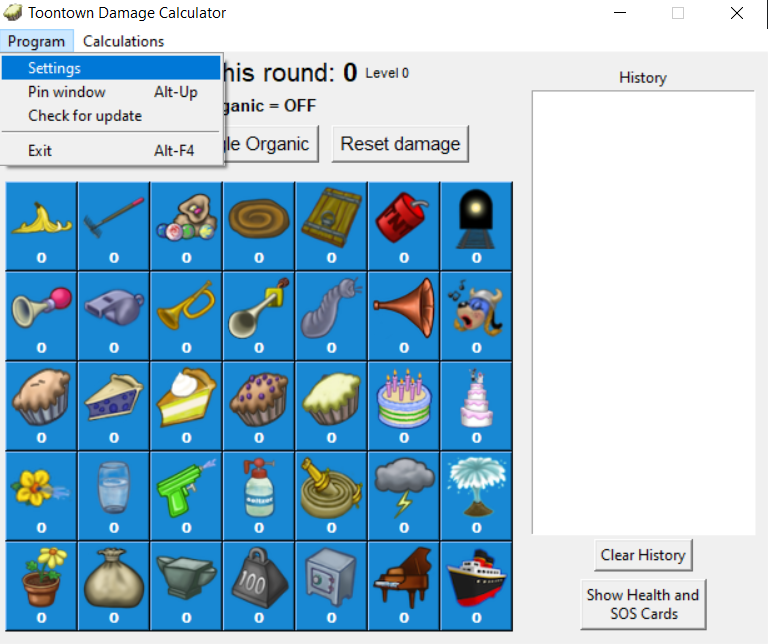 Toontown Damage Calculator
Program Calculations
Settings
Pin window Alt-Up
Check for update
Exit Alt-F4
his round: 0 Level 0
ganic = OFF
le Organic
Reset damage
History
0 0 0 0 0 0 0
0 0 0 0 0 0 0
0 0 0 0 0 0 0
0 0 0 0 0 0 0
100
0 0 0 0 0 0 0
Clear History
Show Health and
SOS Cards